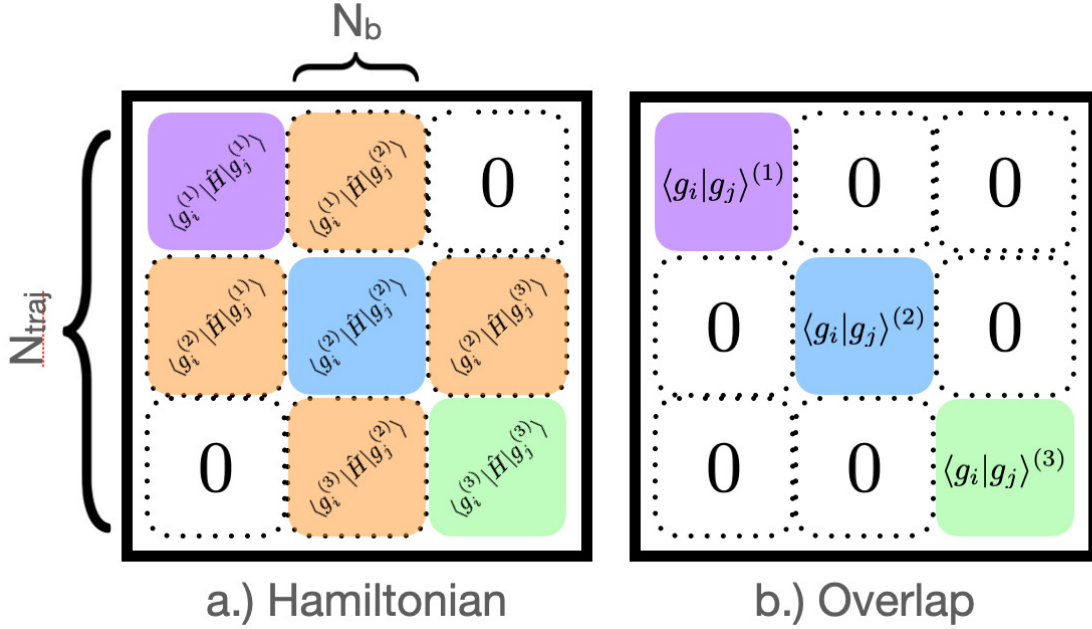 N_b
⟨g_i^{(1)}|Ĥ|g_j^{(1)}⟩ ⟨g_i^{(1)}|Ĥ|g_j^{(2)}⟩ 0
⟨g_i|g_j⟩^{(1)} 0 0
N_traj
⟨g_i^{(2)}|Ĥ|g_j^{(1)}⟩ ⟨g_i^{(2)}|Ĥ|g_j^{(2)}⟩ ⟨g_i^{(2)}|Ĥ|g_j^{(3)}⟩
0 ⟨g_i|g_j⟩^{(2)} 0
0 ⟨g_i^{(3)}|Ĥ|g_j^{(2)}⟩ ⟨g_i^{(3)}|Ĥ|g_j^{(3)}⟩
0 0 ⟨g_i|g_j⟩^{(3)}
a.) Hamiltonian
b.) Overlap